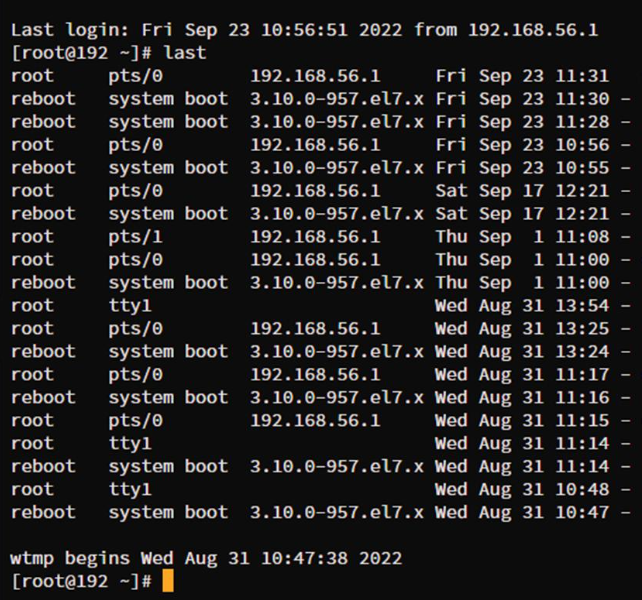 Last login: Fri Sep 23 10:56:51 2022 from 192.168.56.1
[root@192 ~]# last
root     pts/0        192.168.56.1     Fri Sep 23 11:31
reboot   system boot  3.10.0-957.el7.x Fri Sep 23 11:30 -
reboot   system boot  3.10.0-957.el7.x Fri Sep 23 11:28 -
root     pts/0        192.168.56.1     Fri Sep 23 10:56 -
reboot   system boot  3.10.0-957.el7.x Fri Sep 23 10:55 -
root     pts/0        192.168.56.1     Sat Sep 17 12:21 -
reboot   system boot  3.10.0-957.el7.x Sat Sep 17 12:21 -
root     pts/1        192.168.56.1     Thu Sep  1 11:08 -
root     pts/0        192.168.56.1     Thu Sep  1 11:00 -
reboot   system boot  3.10.0-957.el7.x Thu Sep  1 11:00 -
root     tty1                          Wed Aug 31 13:54 -
root     pts/0        192.168.56.1     Wed Aug 31 13:25 -
reboot   system boot  3.10.0-957.el7.x Wed Aug 31 13:24 -
root     pts/0        192.168.56.1     Wed Aug 31 11:17 -
reboot   system boot  3.10.0-957.el7.x Wed Aug 31 11:16 -
root     pts/0        192.168.56.1     Wed Aug 31 11:15 -
root     tty1                          Wed Aug 31 11:14 -
reboot   system boot  3.10.0-957.el7.x Wed Aug 31 11:14 -
root     tty1                          Wed Aug 31 10:48 -
reboot   system boot  3.10.0-957.el7.x Wed Aug 31 10:47 -
wtmp begins Wed Aug 31 10:47:38 2022
[root@192 ~]#